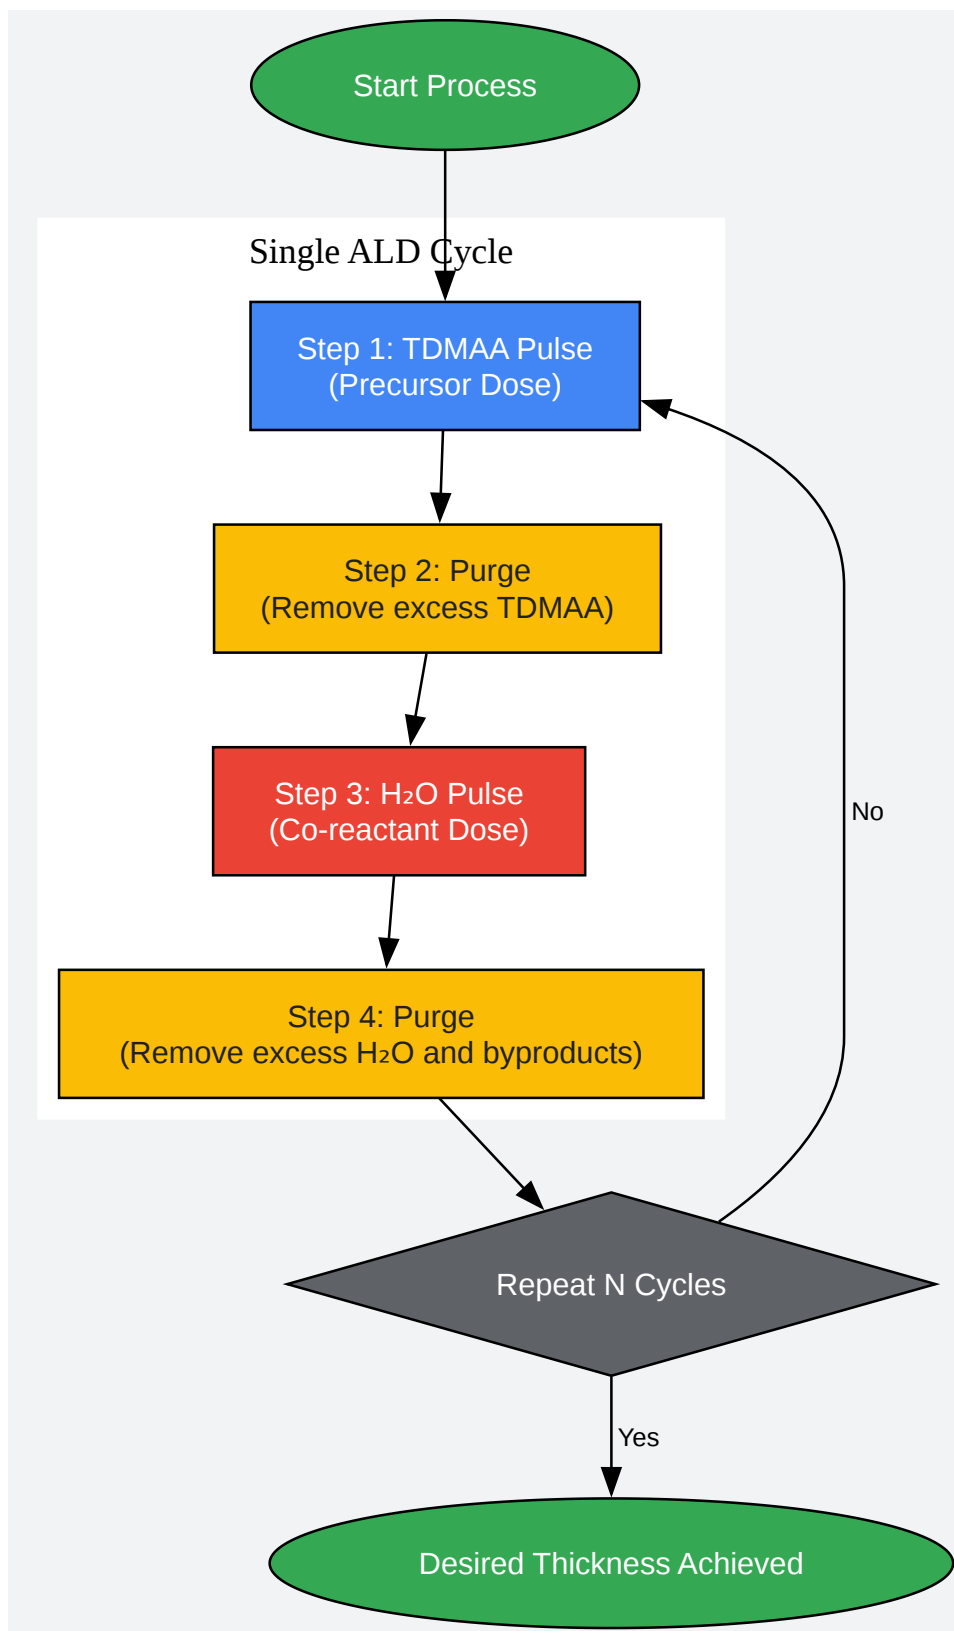 Start Process
Single ALD Cycle
Step 1: TDMAA Pulse
(Precursor Dose)
Step 2: Purge
(Remove excess TDMAA)
Step 3: H₂O Pulse
(Co-reactant Dose)
No
Step 4: Purge
(Remove excess H₂O and byproducts)
Repeat N Cycles
Yes
Desired Thickness Achieved